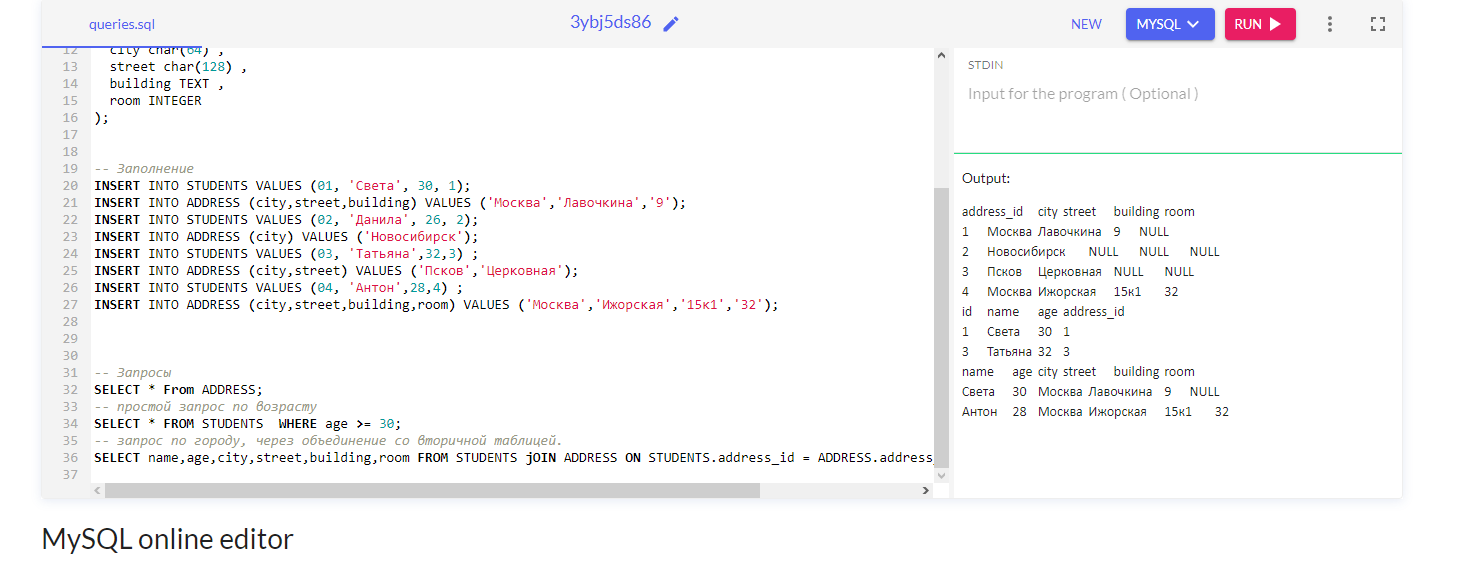 queries.sql
3ybj5ds86
NEW
MYSQL
RUN
12 city char(64) ,
13 street char(128) ,
14 building TEXT ,
15 room INTEGER
16 );
17
18
19 -- Заполнение
20 INSERT INTO STUDENTS VALUES (01, 'Света', 30, 1);
21 INSERT INTO ADDRESS (city,street,building) VALUES ('Москва','Лавочкина','9');
22 INSERT INTO STUDENTS VALUES (02, 'Данила', 26, 2);
23 INSERT INTO ADDRESS (city) VALUES ('Новосибирск');
24 INSERT INTO STUDENTS VALUES (03, 'Татьяна',32,3) ;
25 INSERT INTO ADDRESS (city,street) VALUES ('Псков','Церковная');
26 INSERT INTO STUDENTS VALUES (04, 'Антон',28,4) ;
27 INSERT INTO ADDRESS (city,street,building,room) VALUES ('Москва','Ижорская','15к1','32');
28
29
30
31 -- Запросы
32 SELECT * From ADDRESS;
33 -- простой запрос по возрасту
34 SELECT * FROM STUDENTS WHERE age >= 30;
35 -- запрос по городу, через объединение со вторичной таблицей.
36 SELECT name,age,city,street,building,room FROM STUDENTS jOIN ADDRESS ON STUDENTS.address_id = ADDRESS.address_
37
STDIN
Input for the program ( Optional )
Output:
address_id city street building room
1 Москва Лавочкина 9 NULL
2 Новосибирск NULL NULL NULL
3 Псков Церковная NULL NULL
4 Москва Ижорская 15к1 32
id name age address_id
1 Света 30 1
3 Татьяна 32 3
name age city street building room
Света 30 Москва Лавочкина 9 NULL
Антон 28 Москва Ижорская 15к1 32
MySQL online editor